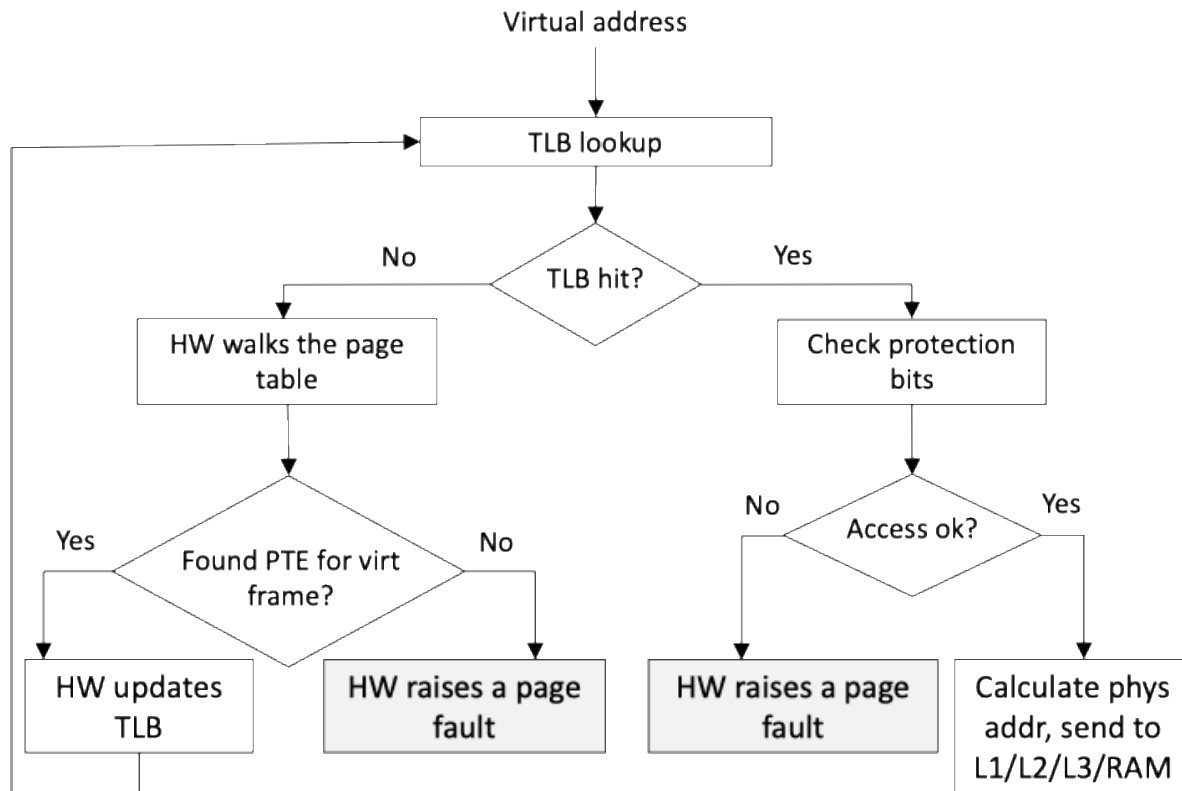 Virtual address
TLB lookup
No
Yes
TLB hit?
HW walks the page
table
Check protection
bits
No
Yes
Access ok?
Yes
No
Found PTE for virt
frame?
HW updates
TLB
HW raises a page
fault
HW raises a page
fault
Calculate phys
addr, send to
L1/L2/L3/RAM